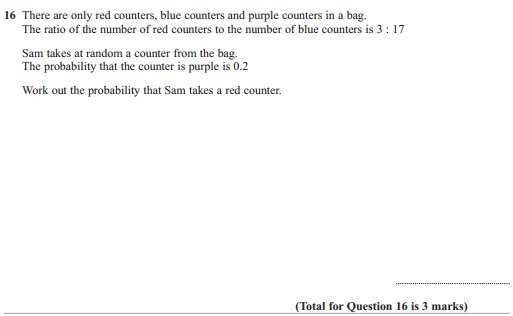 16 There are only red counters, blue counters and purple counters in a bag.
The ratio of the number of red counters to the number of blue counters is 3 : 17
Sam takes at random a counter from the bag.
The probability that the counter is purple is 0.2
Work out the probability that Sam takes a red counter.
(Total for Question 16 is 3 marks)